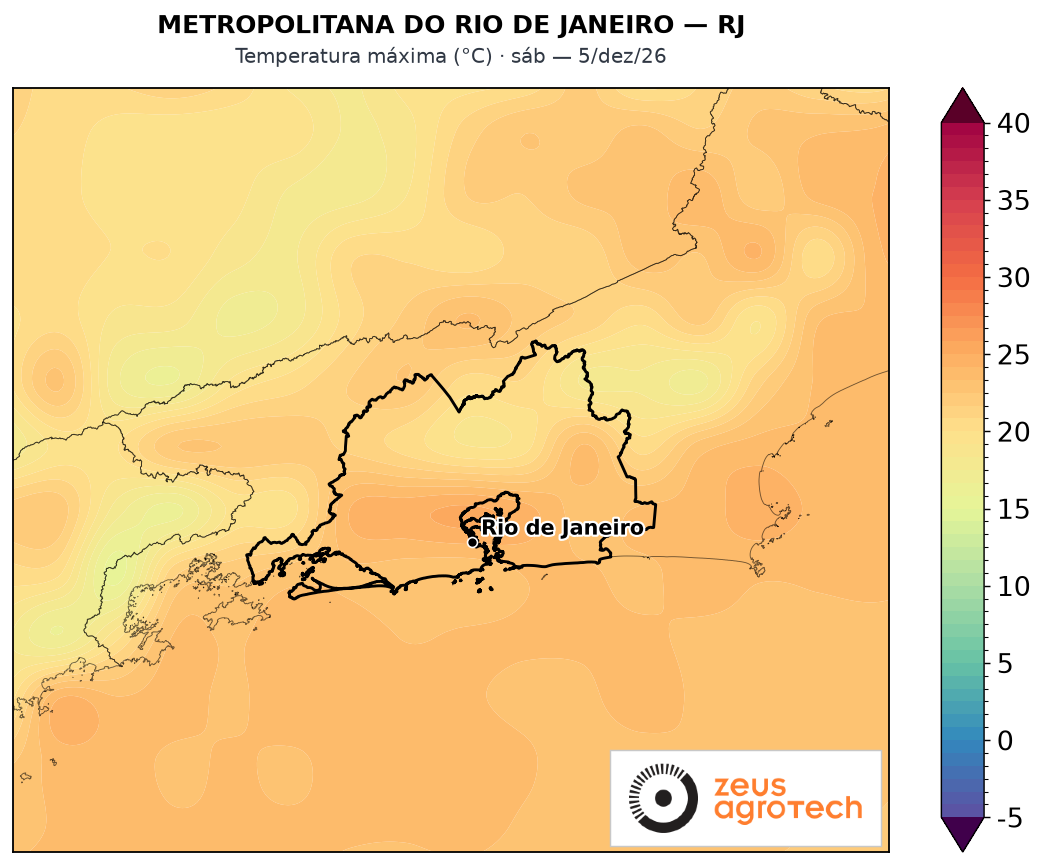 METROPOLITANA DO RIO DE JANEIRO — RJ
Temperatura máxima (°C) · sáb — 5/dez/26
40
35
30
25
20
15
10
5
0
-5
Rio de Janeiro
zeus
agrotech